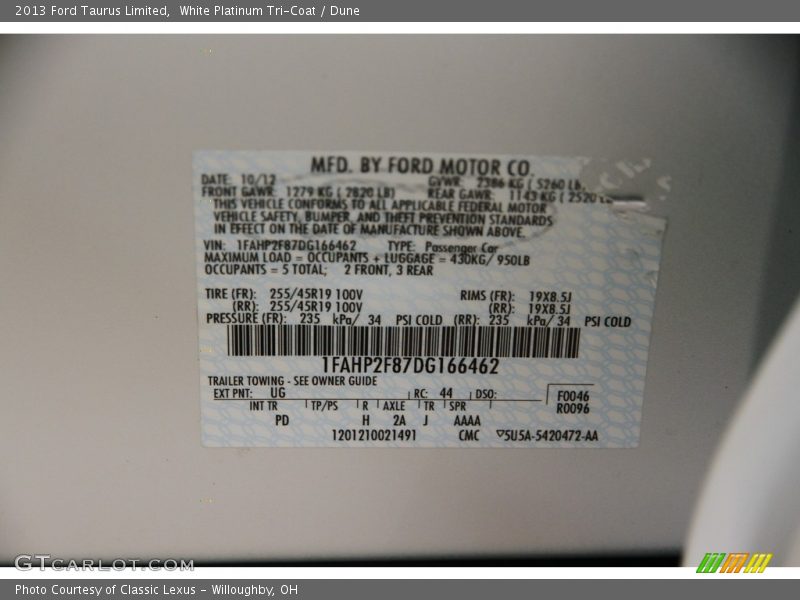 2013 Ford Taurus Limited, White Platinum Tri-Coat / Dune
MFD. BY FORD MOTOR CO.
DATE: 10/12 GVWR: 2386 KG ( 5260 LB
FRONT GAWR: 1279 KG ( 2820 LB) REAR GAWR: 1143 KG ( 2520 LB
THIS VEHICLE CONFORMS TO ALL APPLICABLE FEDERAL MOTOR
VEHICLE SAFETY, BUMPER, AND THEFT PREVENTION STANDARDS
IN EFFECT ON THE DATE OF MANUFACTURE SHOWN ABOVE.
VIN: 1FAHP2F87DG166462 TYPE: Passenger Car
MAXIMUM LOAD = OCCUPANTS + LUGGAGE = 430KG/ 950LB
OCCUPANTS = 5 TOTAL; 2 FRONT, 3 REAR
TIRE (FR): 255/45R19 100V RIMS (FR): 19X8.5J
(RR): 255/45R19 100V (RR): 19X8.5J
PRESSURE (FR): 235 kPa/ 34 PSI COLD (RR): 235 kPa/ 34 PSI COLD
1FAHP2F87DG166462
TRAILER TOWING - SEE OWNER GUIDE
EXT PNT: UG RC: 44 DSO: F0046
INT TR TP/PS R AXLE TR SPR R0096
PD H 2A J AAAA
1201210021491 CMC ▽5U5A-5420472-AA
GTCARLOT.COM
Photo Courtesy of Classic Lexus - Willoughby, OH